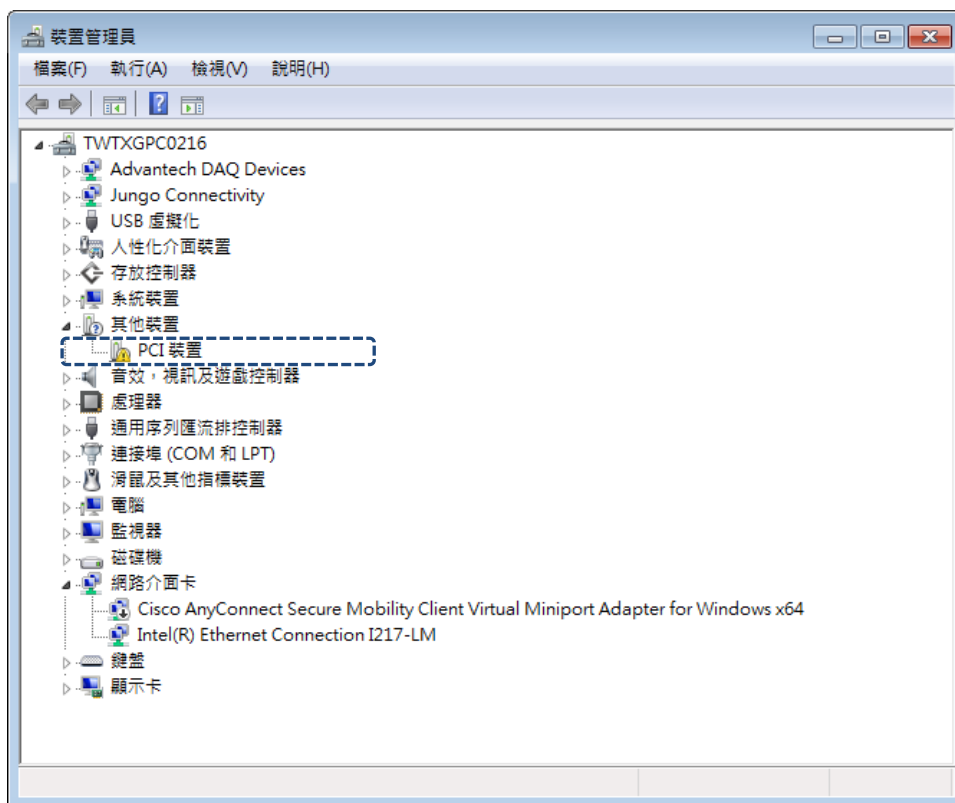 裝置管理員
檔案(F) 執行(A) 檢視(V) 說明(H)
TWTXGPC0216
Advantech DAQ Devices
Jungo Connectivity
USB 虛擬化
人性化介面裝置
存放控制器
系統裝置
其他裝置
PCI 裝置
音效，視訊及遊戲控制器
處理器
通用序列匯流排控制器
連接埠 (COM 和 LPT)
滑鼠及其他指標裝置
電腦
監視器
磁碟機
網路介面卡
Cisco AnyConnect Secure Mobility Client Virtual Miniport Adapter for Windows x64
Intel(R) Ethernet Connection I217-LM
鍵盤
顯示卡